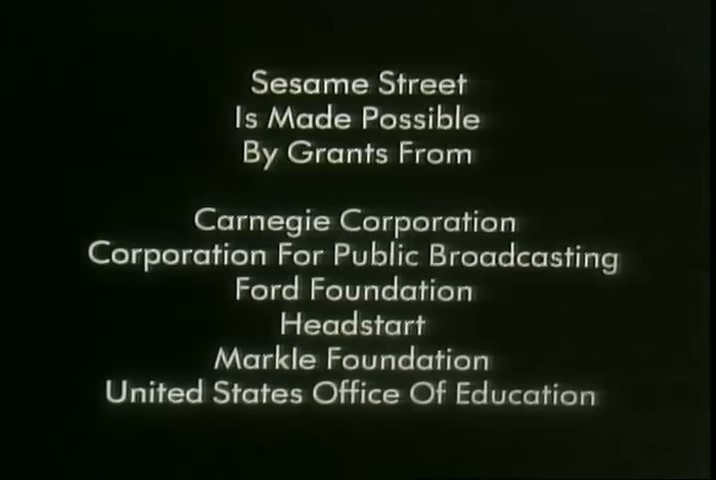 Sesame Street
Is Made Possible
By Grants From
Carnegie Corporation
Corporation For Public Broadcasting
Ford Foundation
Headstart
Markle Foundation
United States Office Of Education